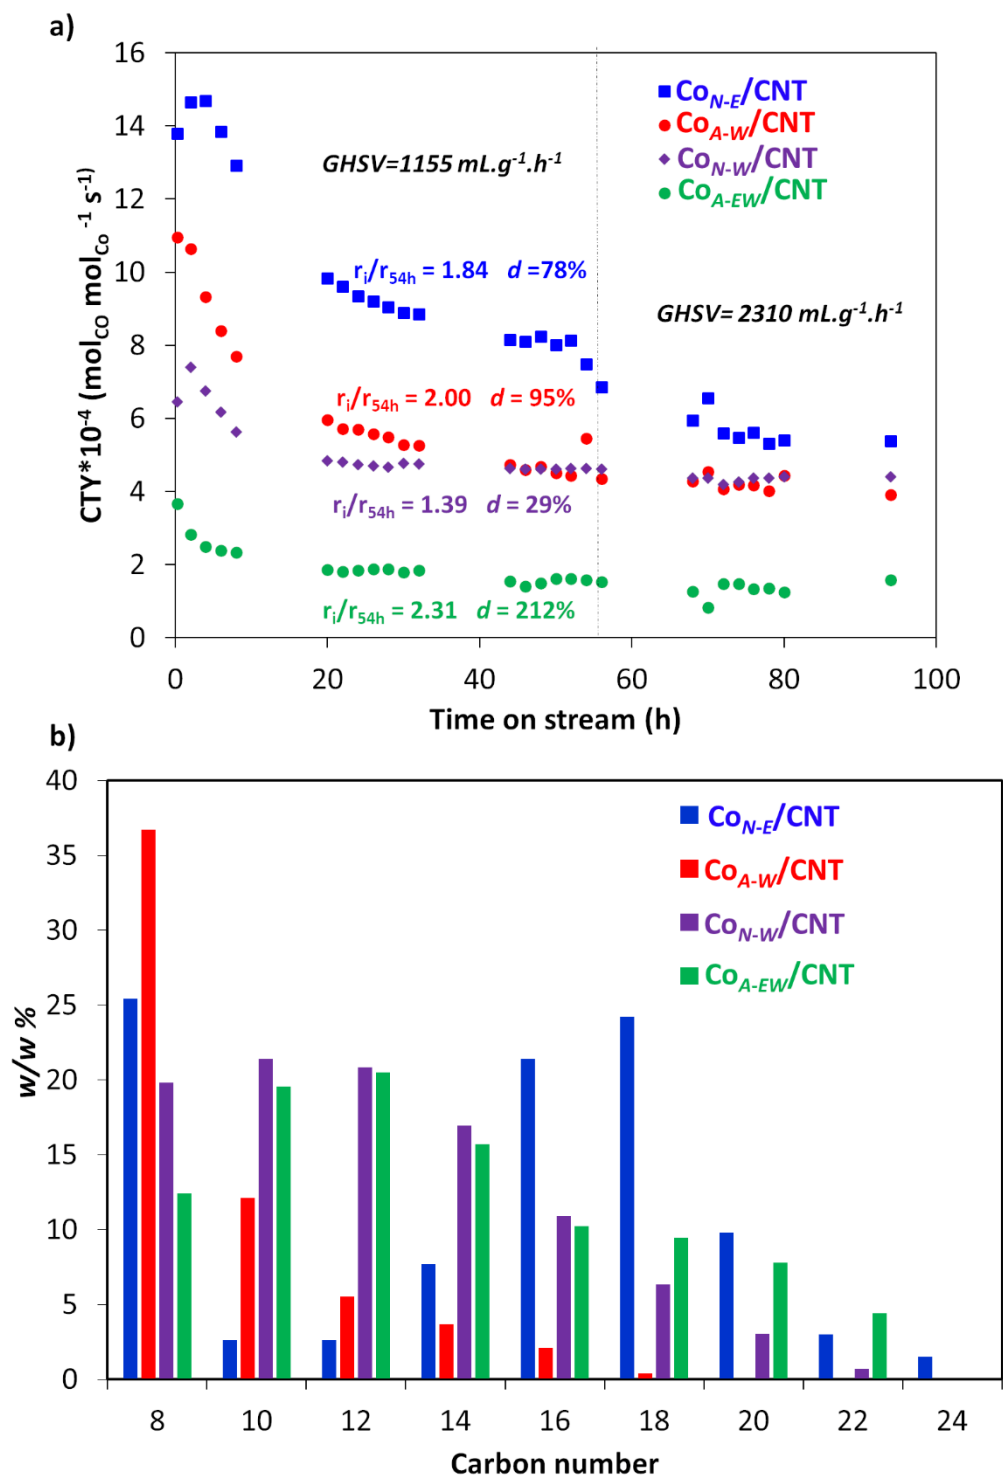 a)
16
14
12
10
8
6
4
2
0
CTY*10⁻⁴ (mol_Co mol_Co⁻¹ s⁻¹)
Co_N-E/CNT
Co_A-W/CNT
Co_N-W/CNT
Co_A-EW/CNT
GHSV=1155 mL.g⁻¹.h⁻¹
r_i/r_54h = 1.84 d =78%
GHSV= 2310 mL.g⁻¹.h⁻¹
r_i/r_54h = 2.00 d = 95%
r_i/r_54h = 1.39 d = 29%
r_i/r_54h = 2.31 d = 212%
0 20 40 60 80 100
Time on stream (h)
b)
40
35
30
25
20
15
10
5
0
w/w %
Co_N-E/CNT
Co_A-W/CNT
Co_N-W/CNT
Co_A-EW/CNT
8 10 12 14 16 18 20 22 24
Carbon number